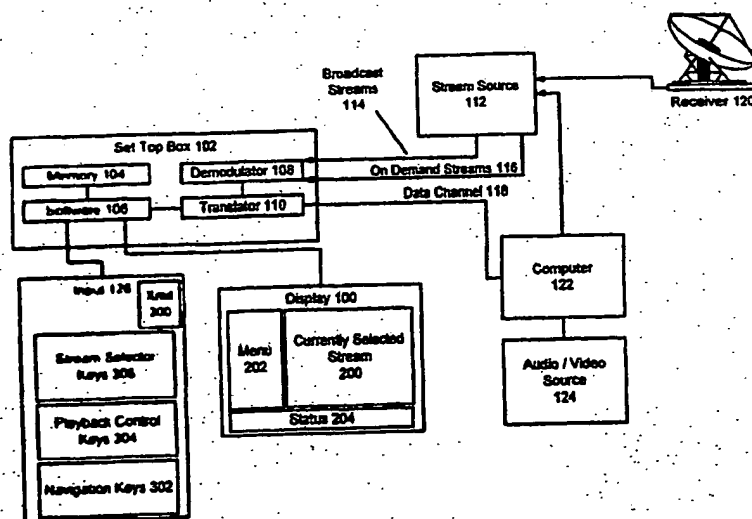 Broadcast
Streams
114
Stream Source
112
Receiver 120
Set Top Box 102
Memory 104
Demodulator 108
On Demand Streams 116
Software 106
Translator 110
Data Channel 118
Computer
122
Input 126
Xmit
300
Display 100
Menu
202
Currently Selected
Stream
200
Status 204
Stream Selector
Keys 306
Playback Control
Keys 304
Navigation Keys 302
Audio / Video
Source
124